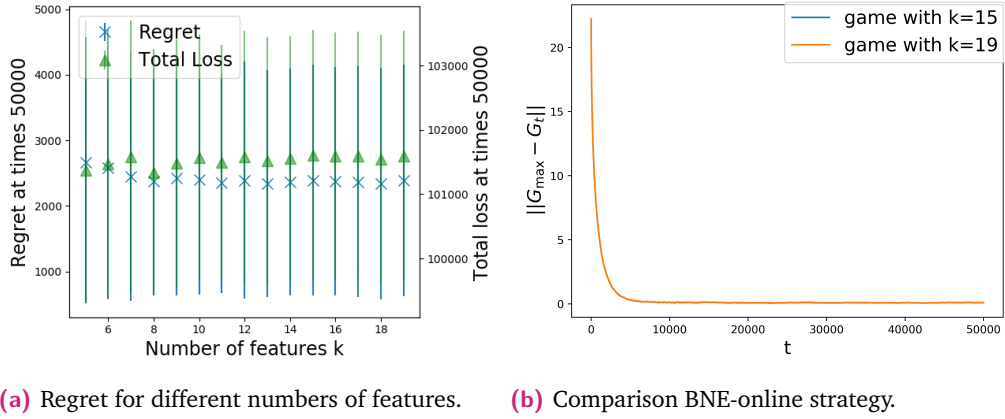 5000
4000
3000
2000
1000
Regret at times 50000
Regret
Total Loss
103000
102000
101000
100000
Total loss at times 50000
6 8 10 12 14 16 18
Number of features k
(a) Regret for different numbers of features.
20
15
10
5
0
||G_max − G_t||
game with k=15
game with k=19
0 10000 20000 30000 40000 50000
t
(b) Comparison BNE-online strategy.